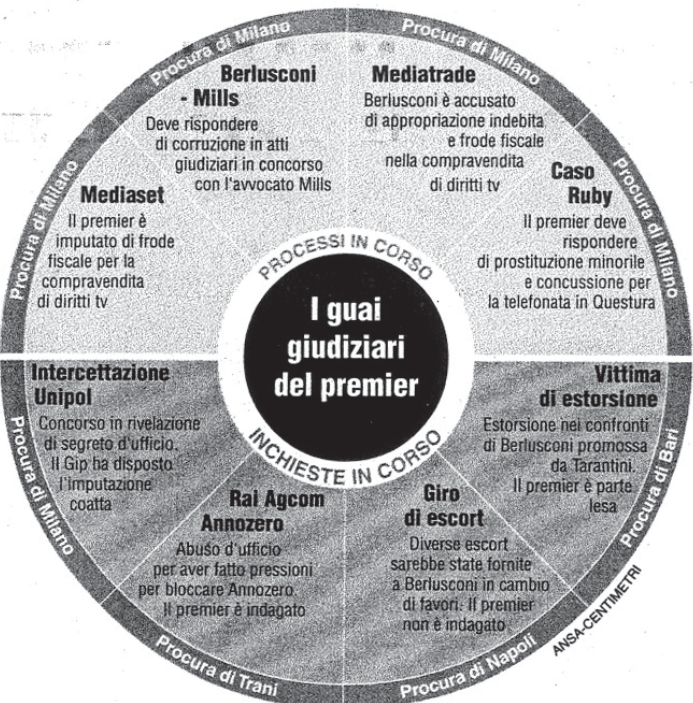 I guai
giudiziari
del premier
PROCESSI IN CORSO
Procura di Milano
Mediaset
Il premier è
imputato di frode
fiscale per la
compravendita
di diritti tv
Procura di Milano
Berlusconi
- Mills
Deve rispondere
di corruzione in atti
giudiziari in concorso
con l'avvocato Mills
Procura di Milano
Mediatrade
Berlusconi è accusato
di appropriazione indebita
e frode fiscale
nella compravendita
di diritti tv
Procura di Milano
Caso
Ruby
Il premier deve
rispondere
di prostituzione minorile
e concussione per
la telefonata in Questura
INCHIESTE IN CORSO
Procura di Milano
Intercettazione
Unipol
Concorso in rivelazione
di segreto d'ufficio.
Il Gip ha disposto
l'imputazione
coatta
Procura di Trani
Rai Agcom
Annozero
Abuso d'ufficio
per aver fatto pressioni
per bloccare Annozero.
Il premier è indagato
Procura di Napoli
Giro
di escort
Diverse escort
sarebbe state fornite
a Berlusconi in cambio
di favori. Il premier
non è indagato
Procura di Bari
Vittima
di estorsione
Estorsione nei confronti
di Berlusconi promossa
da Tarantini.
Il premier è parte
lesa
ANSA-CENTIMETRI